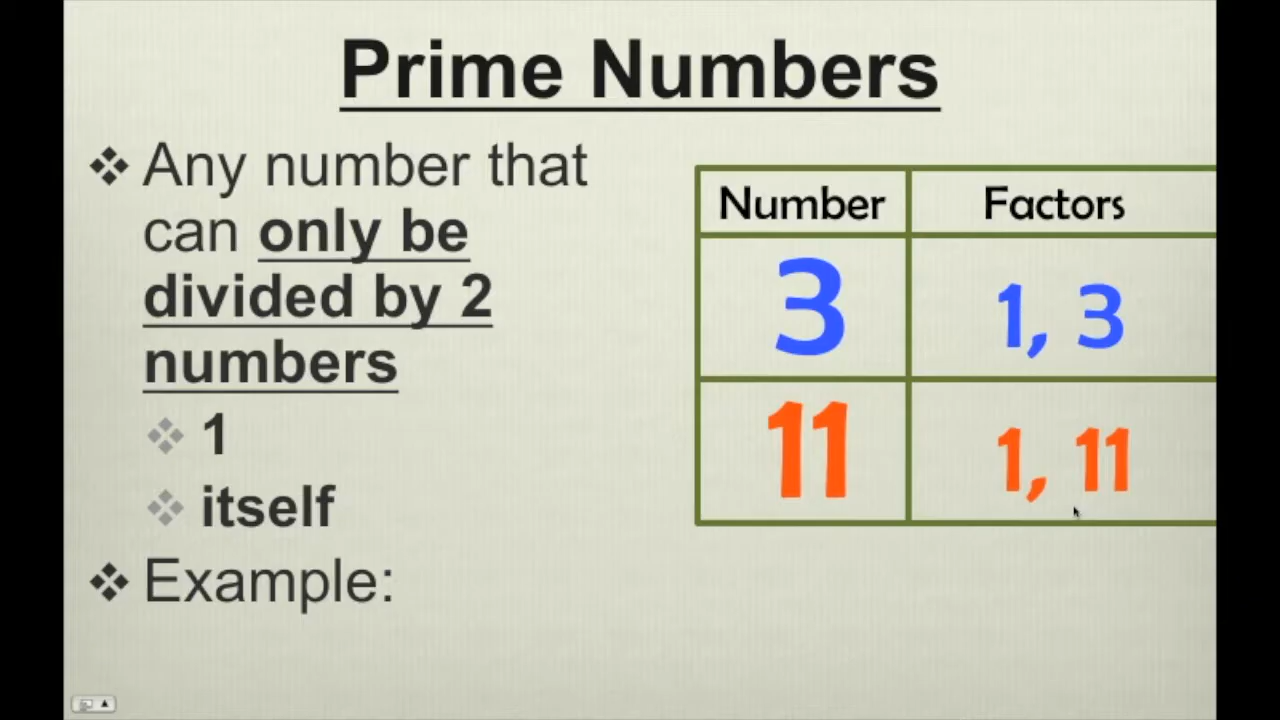 Prime Numbers
Any number that
can only be
divided by 2
numbers
1
itself
Example:
Number Factors
3 1, 3
11 1, 11